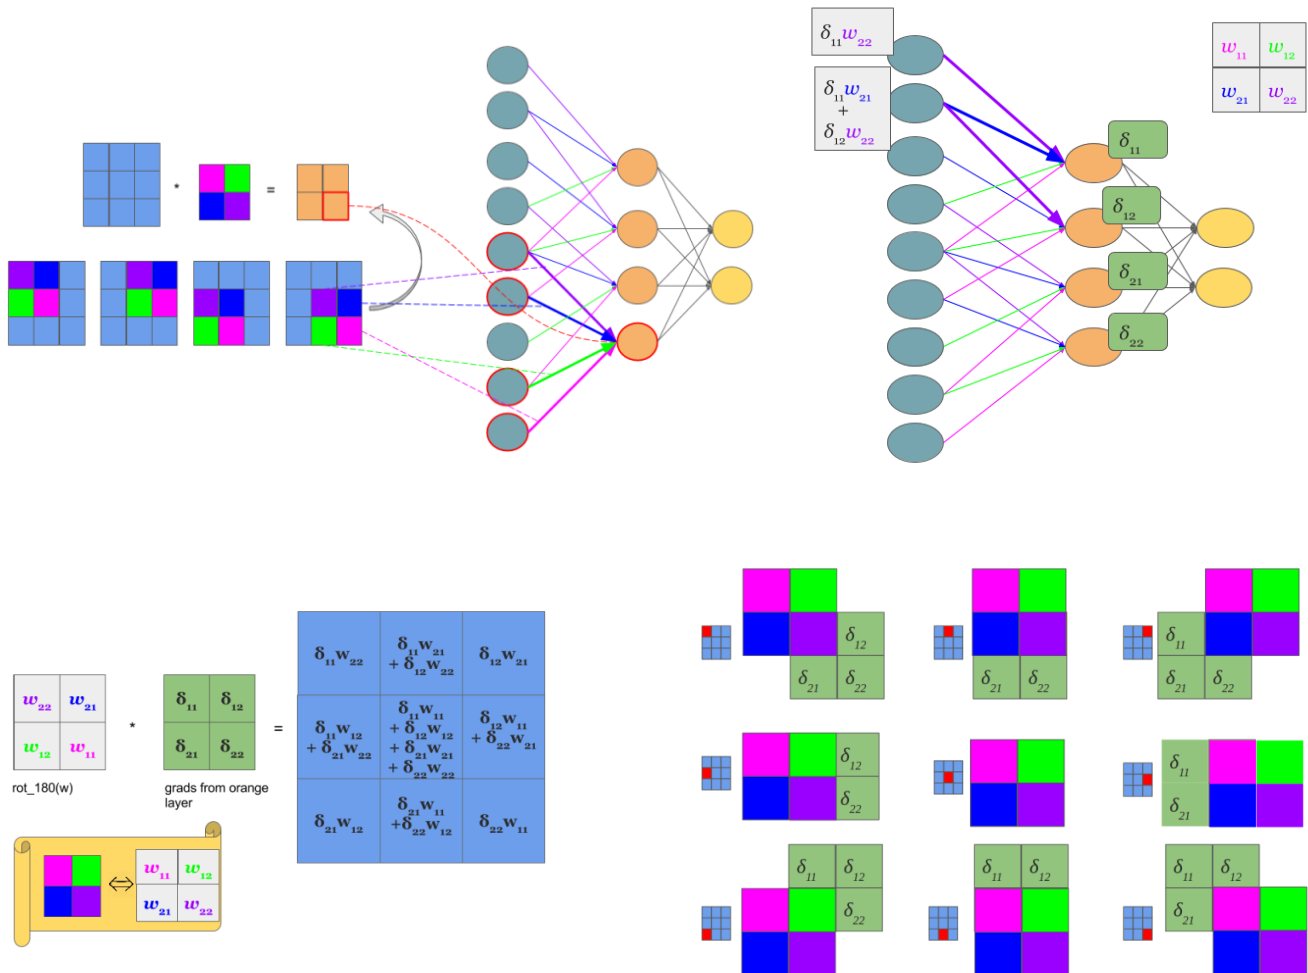 δ₁₁w₂₂
δ₁₁w₂₁
+
δ₁₂w₂₂
w₁₁ w₁₂
w₂₁ w₂₂
* =
δ₁₁
δ₁₂
δ₂₁
δ₂₂
w₂₂ w₂₁
w₁₂ w₁₁
rot_180(w)
*
δ₁₁ δ₁₂
δ₂₁ δ₂₂
grads from orange
layer
=
δ₁₁w₂₂
δ₁₁w₂₁
+ δ₁₂w₂₂
δ₁₂w₂₁
δ₁₁w₁₂
+ δ₂₁w₂₂
δ₁₁w₁₁
+ δ₁₂w₁₂
+ δ₂₁w₂₁
+ δ₂₂w₂₂
δ₁₂w₁₁
+ δ₂₂w₂₁
δ₂₁w₁₂
δ₂₁w₁₁
+δ₂₂w₁₂
δ₂₂w₁₁
⇔
w₁₁ w₁₂
w₂₁ w₂₂
δ₁₂
δ₂₁ δ₂₂
δ₂₁ δ₂₂
δ₁₁
δ₂₁ δ₂₂
δ₁₂
δ₂₂
δ₁₁
δ₂₁
δ₁₁ δ₁₂
δ₂₂
δ₁₁ δ₁₂
δ₁₁ δ₁₂
δ₂₁